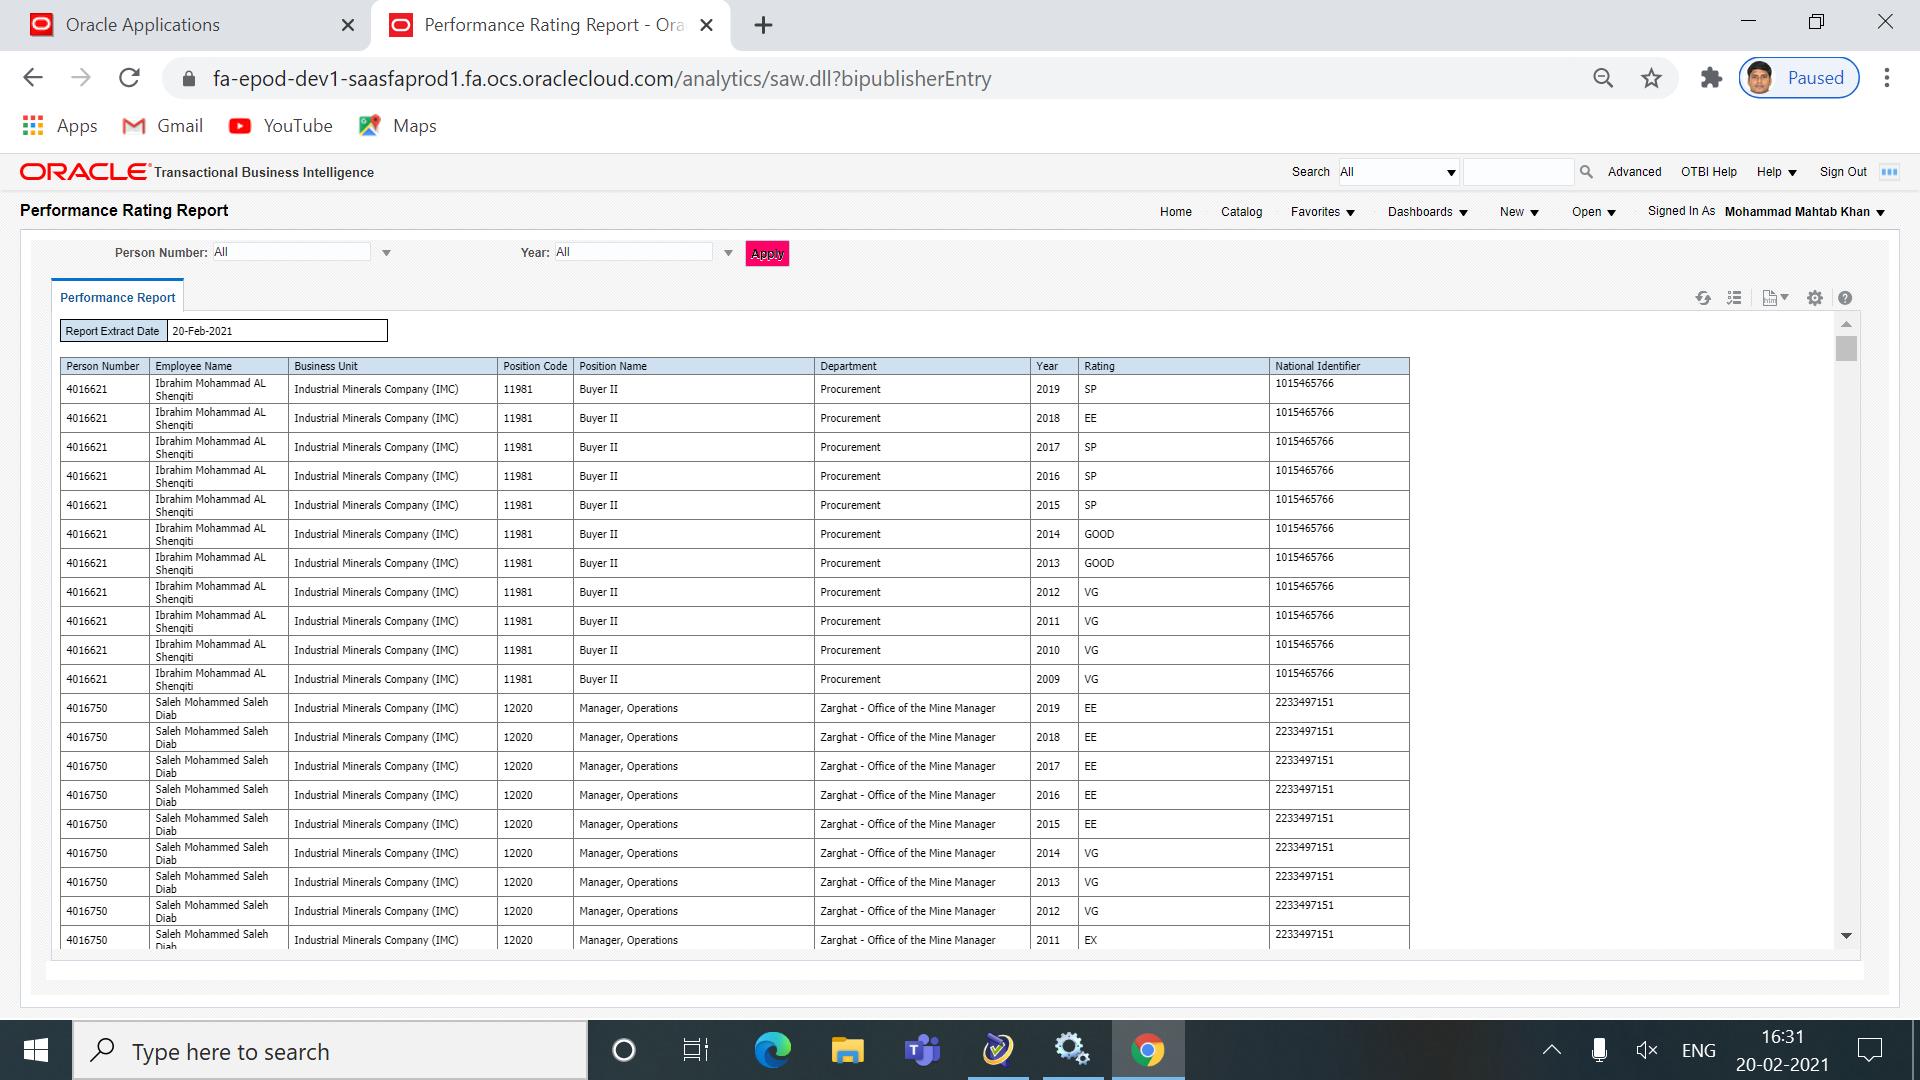 Oracle Applications
Performance Rating Report - Ora
fa-epod-dev1-saasfaprod1.fa.ocs.oraclecloud.com/analytics/saw.dll?bipublisherEntry
Paused
Apps Gmail YouTube Maps
ORACLE Transactional Business Intelligence
Search All Advanced OTBI Help Help Sign Out
Performance Rating Report
Home Catalog Favorites Dashboards New Open Signed In As Mohammad Mahtab Khan
Person Number: All Year: All Apply
Performance Report
Report Extract Date 20-Feb-2021
Person Number Employee Name Business Unit Position Code Position Name Department Year Rating National Identifier
4016621 Ibrahim Mohammad AL Shenqiti Industrial Minerals Company (IMC) 11981 Buyer II Procurement 2019 SP 1015465766
4016621 Ibrahim Mohammad AL Shenqiti Industrial Minerals Company (IMC) 11981 Buyer II Procurement 2018 EE 1015465766
4016621 Ibrahim Mohammad AL Shenqiti Industrial Minerals Company (IMC) 11981 Buyer II Procurement 2017 SP 1015465766
4016621 Ibrahim Mohammad AL Shenqiti Industrial Minerals Company (IMC) 11981 Buyer II Procurement 2016 SP 1015465766
4016621 Ibrahim Mohammad AL Shenqiti Industrial Minerals Company (IMC) 11981 Buyer II Procurement 2015 SP 1015465766
4016621 Ibrahim Mohammad AL Shenqiti Industrial Minerals Company (IMC) 11981 Buyer II Procurement 2014 GOOD 1015465766
4016621 Ibrahim Mohammad AL Shenqiti Industrial Minerals Company (IMC) 11981 Buyer II Procurement 2013 GOOD 1015465766
4016621 Ibrahim Mohammad AL Shenqiti Industrial Minerals Company (IMC) 11981 Buyer II Procurement 2012 VG 1015465766
4016621 Ibrahim Mohammad AL Shenqiti Industrial Minerals Company (IMC) 11981 Buyer II Procurement 2011 VG 1015465766
4016621 Ibrahim Mohammad AL Shenqiti Industrial Minerals Company (IMC) 11981 Buyer II Procurement 2010 VG 1015465766
4016621 Ibrahim Mohammad AL Shenqiti Industrial Minerals Company (IMC) 11981 Buyer II Procurement 2009 VG 1015465766
4016750 Saleh Mohammed Saleh Diab Industrial Minerals Company (IMC) 12020 Manager, Operations Zarghat - Office of the Mine Manager 2019 EE 2233497151
4016750 Saleh Mohammed Saleh Diab Industrial Minerals Company (IMC) 12020 Manager, Operations Zarghat - Office of the Mine Manager 2018 EE 2233497151
4016750 Saleh Mohammed Saleh Diab Industrial Minerals Company (IMC) 12020 Manager, Operations Zarghat - Office of the Mine Manager 2017 EE 2233497151
4016750 Saleh Mohammed Saleh Diab Industrial Minerals Company (IMC) 12020 Manager, Operations Zarghat - Office of the Mine Manager 2016 EE 2233497151
4016750 Saleh Mohammed Saleh Diab Industrial Minerals Company (IMC) 12020 Manager, Operations Zarghat - Office of the Mine Manager 2015 EE 2233497151
4016750 Saleh Mohammed Saleh Diab Industrial Minerals Company (IMC) 12020 Manager, Operations Zarghat - Office of the Mine Manager 2014 VG 2233497151
4016750 Saleh Mohammed Saleh Diab Industrial Minerals Company (IMC) 12020 Manager, Operations Zarghat - Office of the Mine Manager 2013 VG 2233497151
4016750 Saleh Mohammed Saleh Diab Industrial Minerals Company (IMC) 12020 Manager, Operations Zarghat - Office of the Mine Manager 2012 VG 2233497151
4016750 Saleh Mohammed Saleh Diab Industrial Minerals Company (IMC) 12020 Manager, Operations Zarghat - Office of the Mine Manager 2011 EX 2233497151
Type here to search
ENG
16:31
20-02-2021